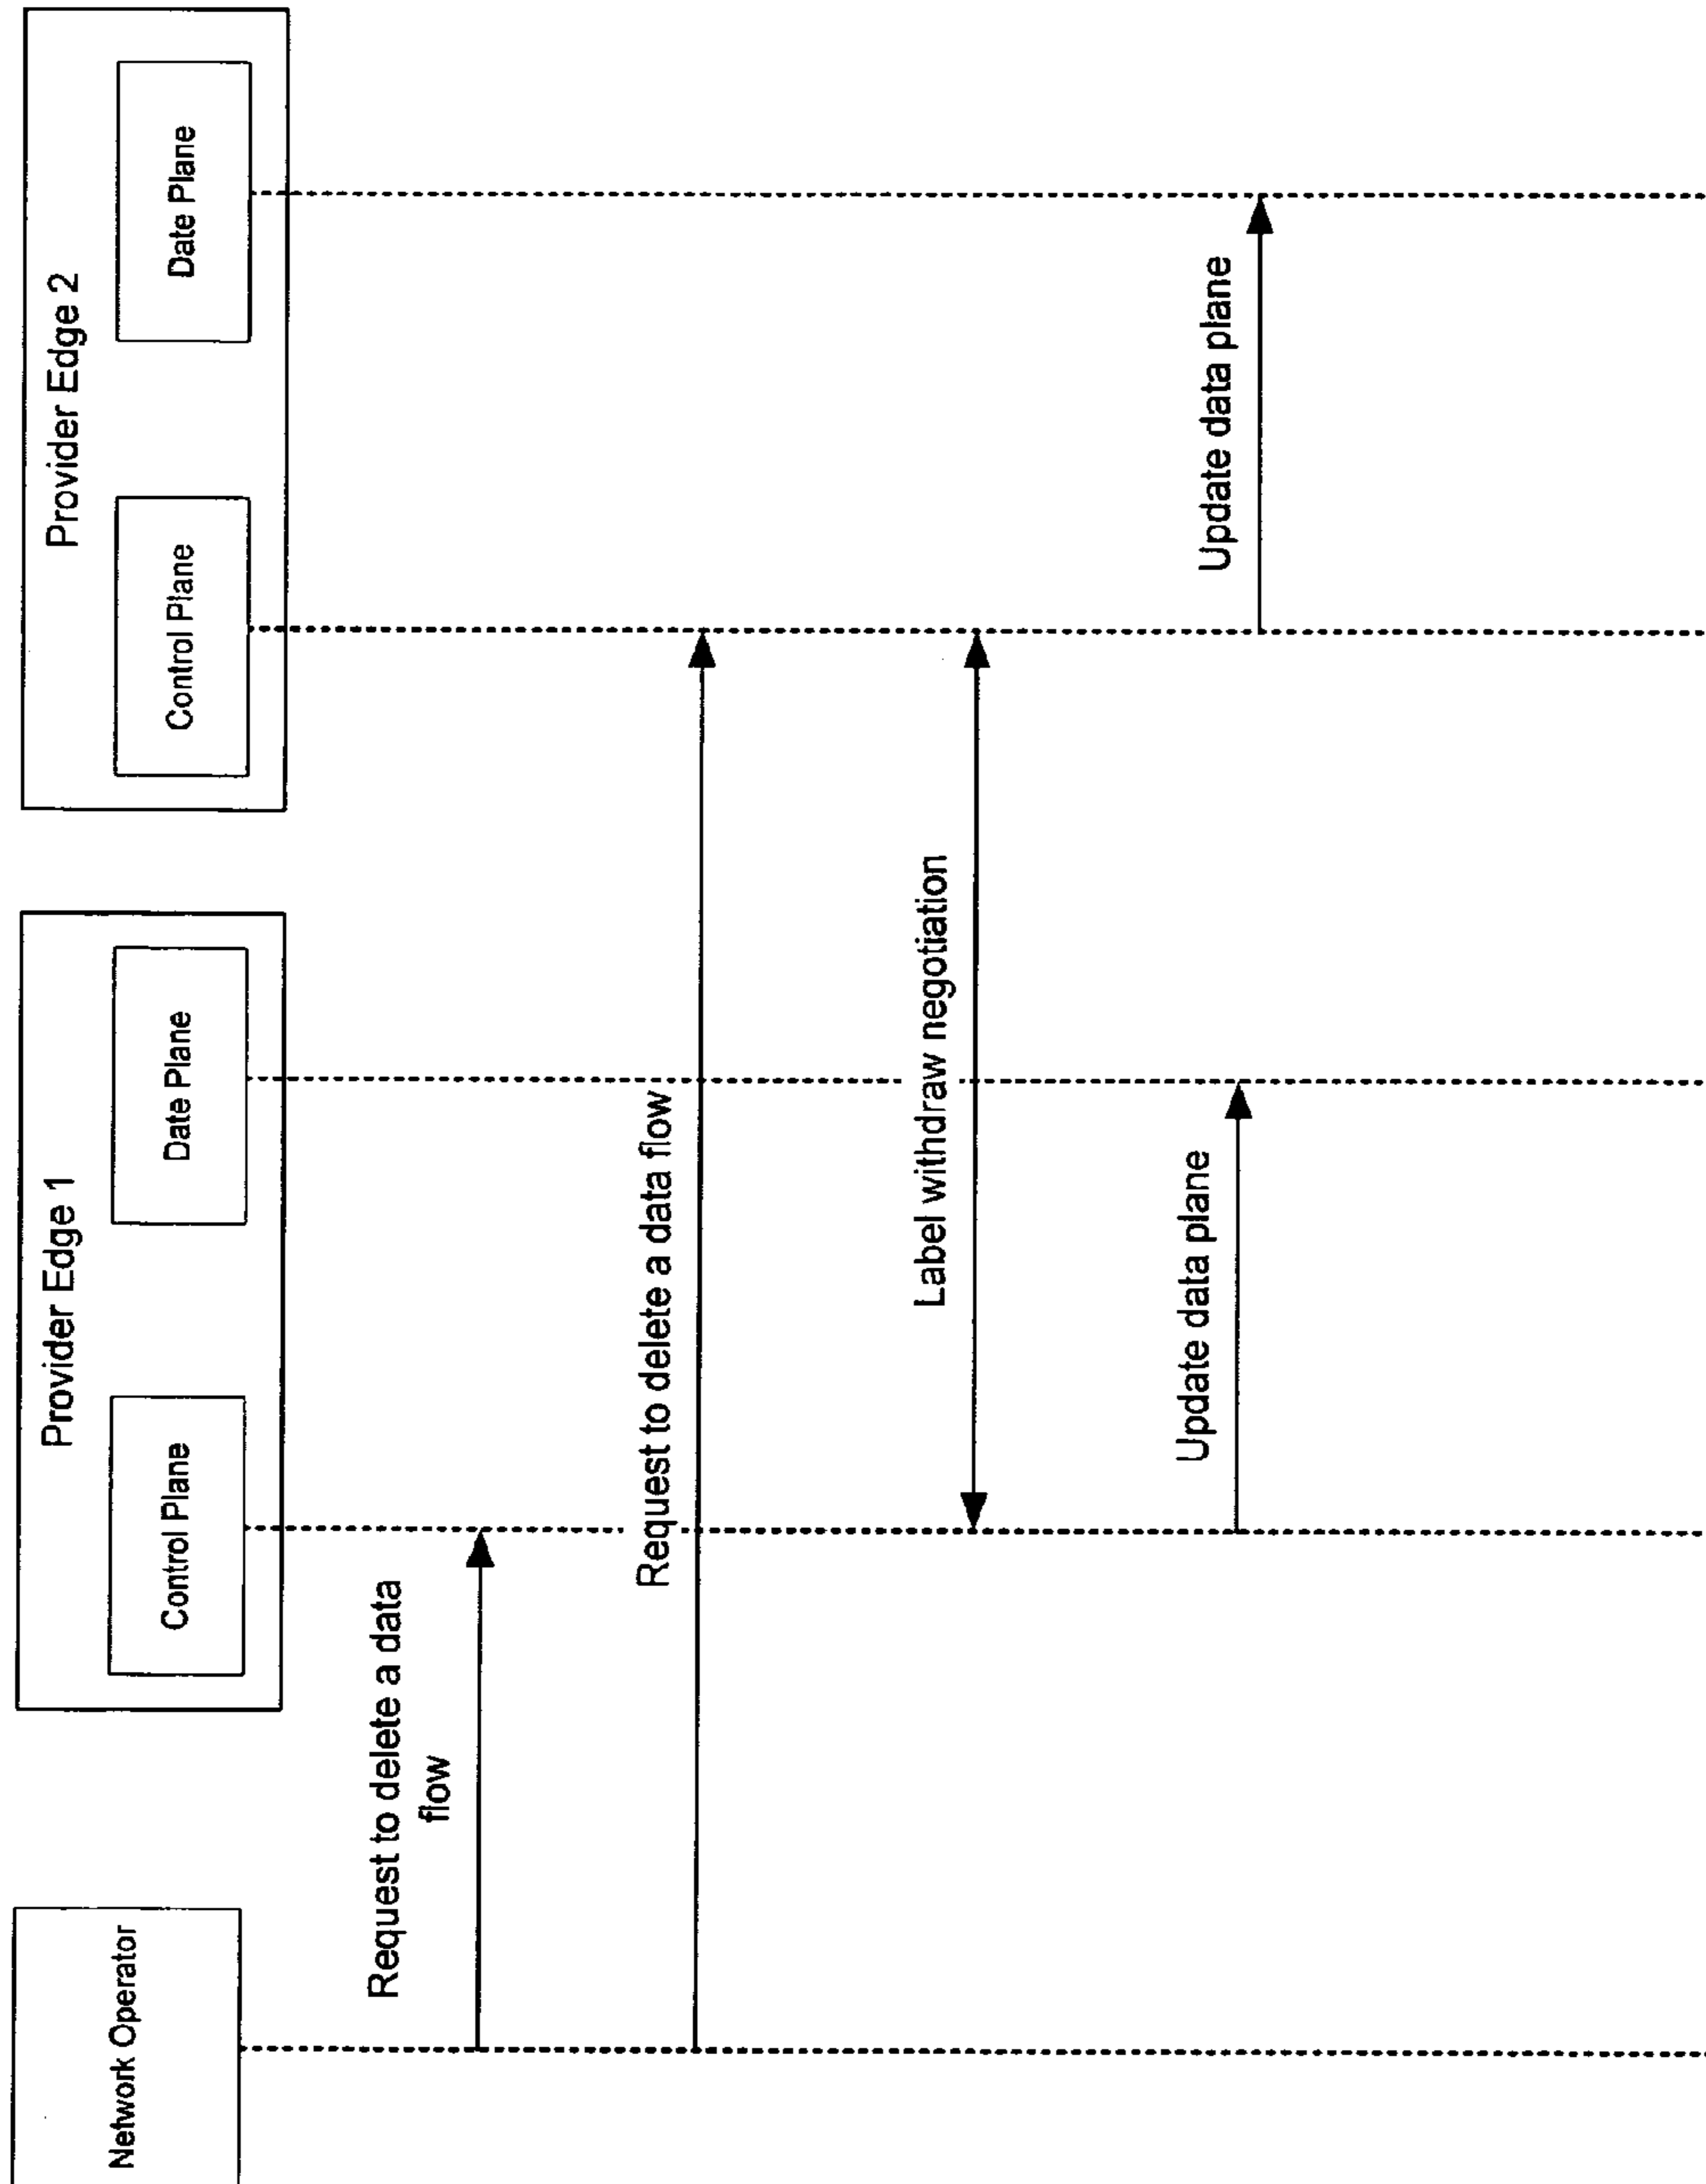 Network Operator
Provider Edge 1
Control Plane
Date Plane
Provider Edge 2
Control Plane
Date Plane
Request to delete a data
flow
Request to delete a data flow
Label withdraw negotiation
Update data plane
Update data plane